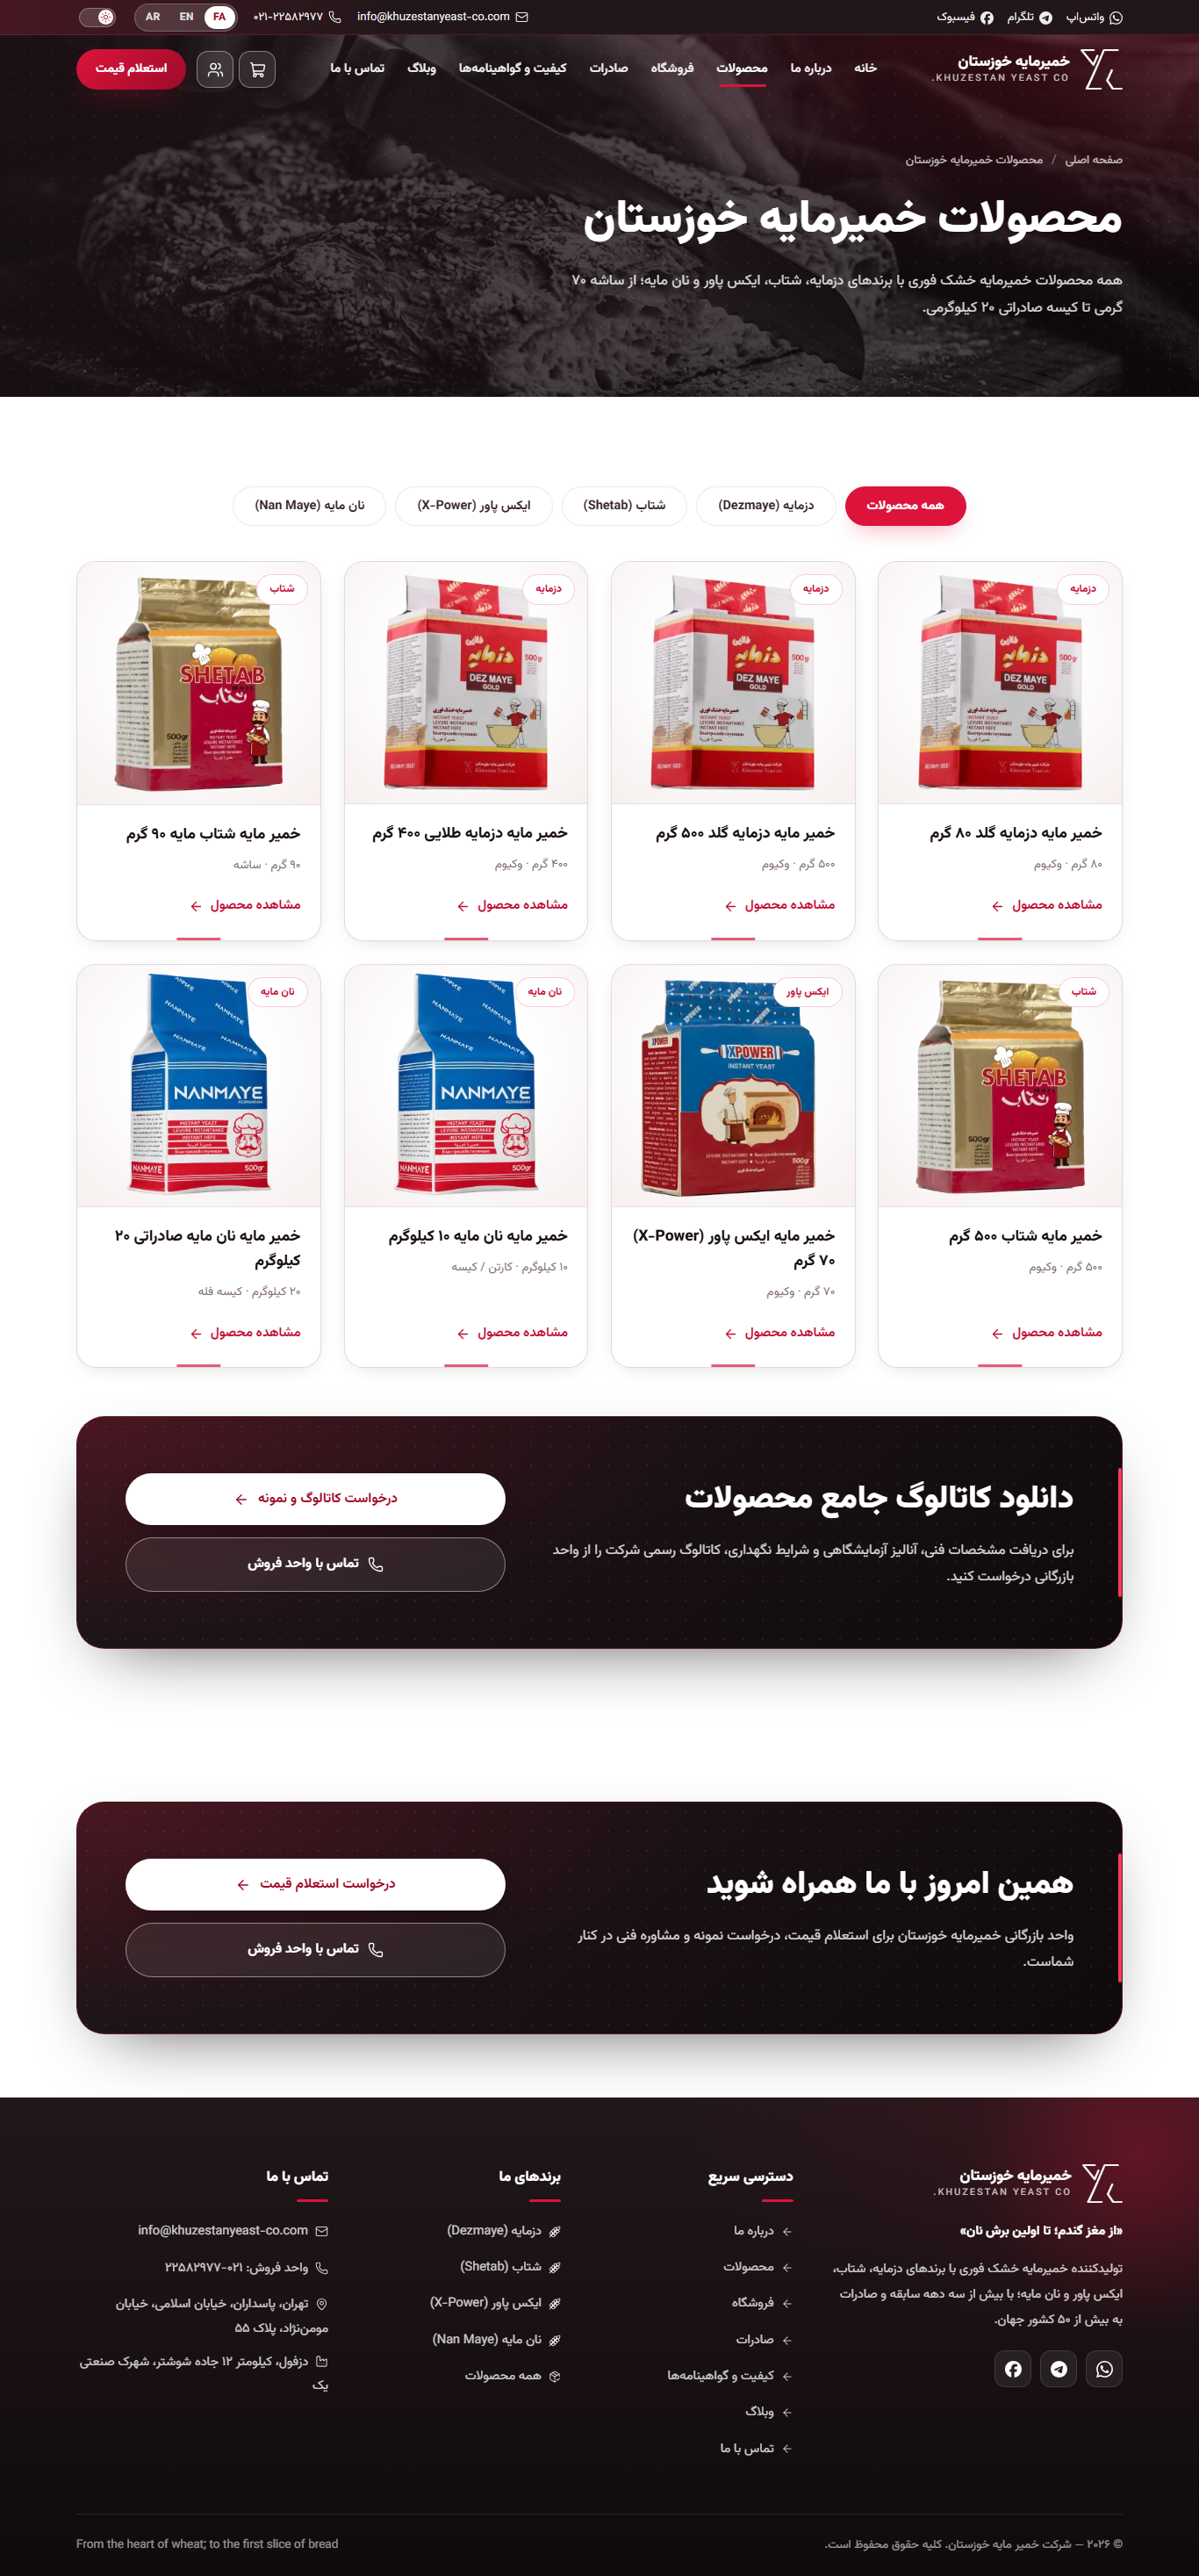 واتس‌اپ تلگرام فیسبوک info@khuzestanyeast-co.com ۰۲۱-۲۲۵۸۲۹۷۷ FA EN AR
خمیرمایه خوزستان
KHUZESTAN YEAST CO.
خانه درباره ما محصولات فروشگاه صادرات کیفیت و گواهینامه‌ها وبلاگ تماس با ما استعلام قیمت
صفحه اصلی / محصولات خمیرمایه خوزستان
محصولات خمیرمایه خوزستان
همه محصولات خمیرمایه خشک فوری با برندهای دزمایه، شتاب، ایکس پاور و نان مایه؛ از ساشه ۷۰
گرمی تا کیسه صادراتی ۲۰ کیلوگرمی.
همه محصولات دزمایه (Dezmaye) شتاب (Shetab) ایکس پاور (X-Power) نان مایه (Nan Maye)
دزمایه دزمایه دزمایه شتاب
خمیر مایه دزمایه گلد ۸۰ گرم
۸۰ گرم · وکیوم
مشاهده محصول
خمیر مایه دزمایه گلد ۵۰۰ گرم
۵۰۰ گرم · وکیوم
مشاهده محصول
خمیر مایه دزمایه طلایی ۴۰۰ گرم
۴۰۰ گرم · وکیوم
مشاهده محصول
خمیر مایه شتاب مایه ۹۰ گرم
۹۰ گرم · ساشه
مشاهده محصول
شتاب ایکس پاور نان مایه نان مایه
خمیر مایه شتاب ۵۰۰ گرم
۵۰۰ گرم · وکیوم
مشاهده محصول
خمیر مایه ایکس پاور (X-Power)
۷۰ گرم
۷۰ گرم · وکیوم
مشاهده محصول
خمیر مایه نان مایه ۱۰ کیلوگرم
۱۰ کیلوگرم · کارتن / کیسه
مشاهده محصول
خمیر مایه نان مایه صادراتی ۲۰
کیلوگرم
۲۰ کیلوگرم · کیسه فله
مشاهده محصول
دانلود کاتالوگ جامع محصولات
برای دریافت مشخصات فنی، آنالیز آزمایشگاهی و شرایط نگهداری، کاتالوگ رسمی شرکت را از واحد
بازرگانی درخواست کنید.
درخواست کاتالوگ و نمونه
تماس با واحد فروش
همین امروز با ما همراه شوید
واحد بازرگانی خمیرمایه خوزستان برای استعلام قیمت، درخواست نمونه و مشاوره فنی در کنار
شماست.
درخواست استعلام قیمت
تماس با واحد فروش
خمیرمایه خوزستان
KHUZESTAN YEAST CO.
«از مغز گندم؛ تا اولین برش نان»
تولیدکننده خمیرمایه خشک فوری با برندهای دزمایه، شتاب،
ایکس پاور و نان مایه؛ با بیش از سه دهه سابقه و صادرات
به بیش از ۵۰ کشور جهان.
دسترسی سریع
درباره ما
محصولات
فروشگاه
صادرات
کیفیت و گواهینامه‌ها
وبلاگ
تماس با ما
برندهای ما
دزمایه (Dezmaye)
شتاب (Shetab)
ایکس پاور (X-Power)
نان مایه (Nan Maye)
همه محصولات
تماس با ما
info@khuzestanyeast-co.com
واحد فروش: ۰۲۱-۲۲۵۸۲۹۷۷
تهران، پاسداران، خیابان اسلامی، خیابان
مومن‌نژاد، پلاک ۵۵
دزفول، کیلومتر ۱۲ جاده شوشتر، شهرک صنعتی
یک
© ۲۰۲۶ — شرکت خمیر مایه خوزستان. کلیه حقوق محفوظ است.
From the heart of wheat; to the first slice of bread